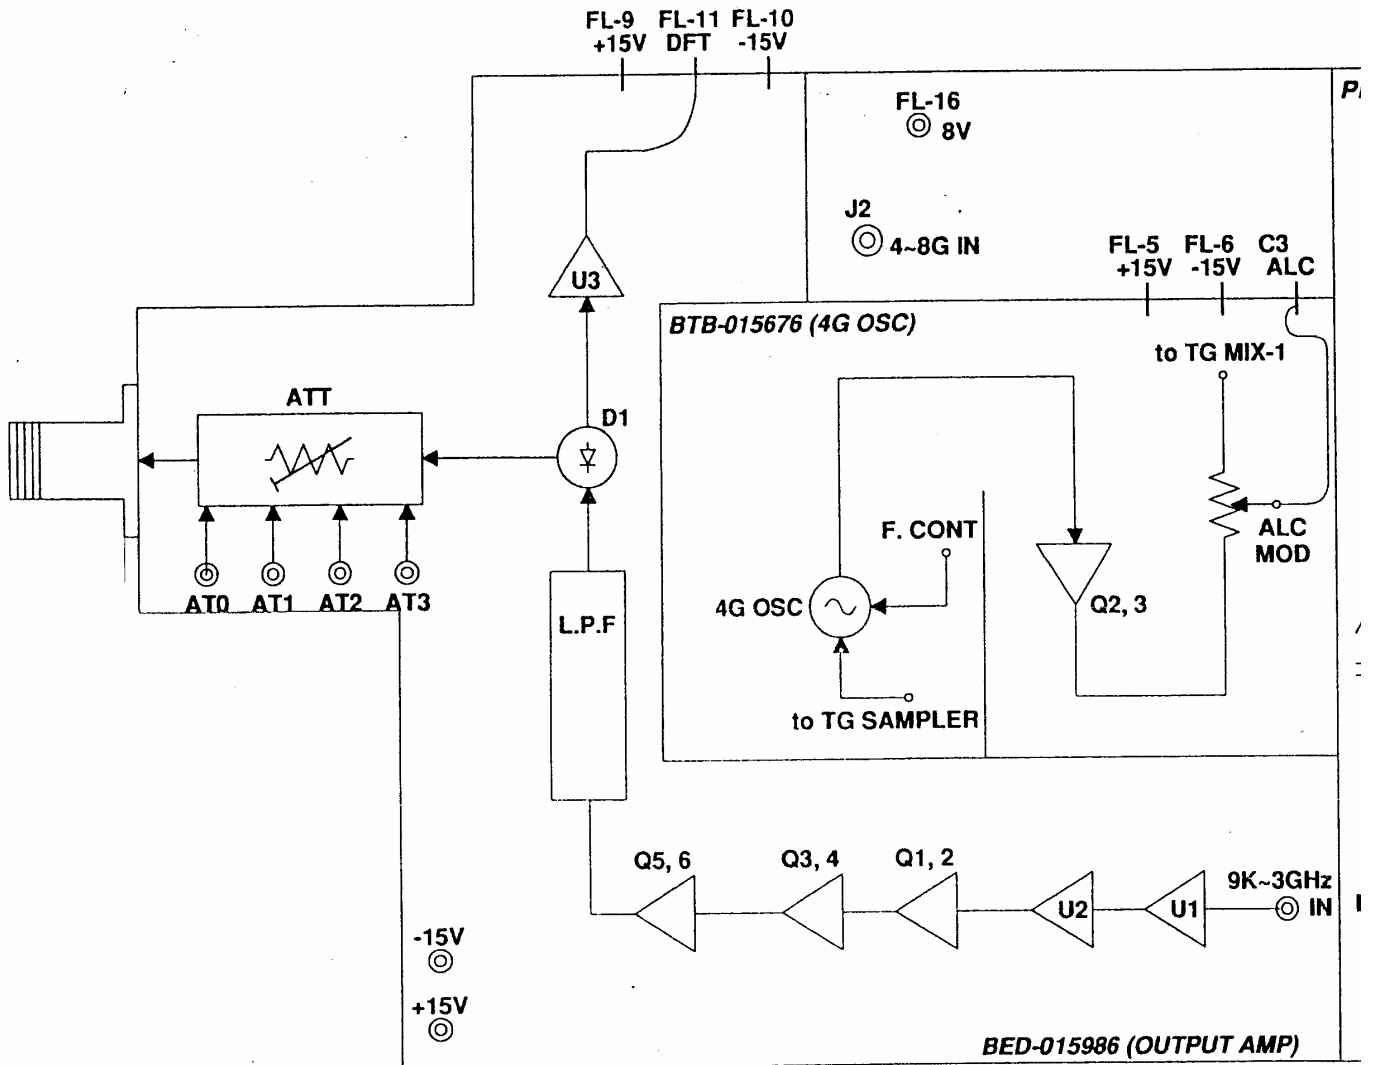 FL-9 FL-11 FL-10
+15V DFT -15V
FL-16
8V
J2
4~8G IN
FL-5 FL-6 C3
+15V -15V ALC
U3
BTB-015676 (4G OSC)
to TG MIX-1
ATT
D1
F. CONT
ALC
MOD
AT0 AT1 AT2 AT3
4G OSC
Q2, 3
L.P.F
to TG SAMPLER
Q5, 6
Q3, 4
Q1, 2
9K~3GHz
IN
U2
U1
-15V
+15V
BED-015986 (OUTPUT AMP)